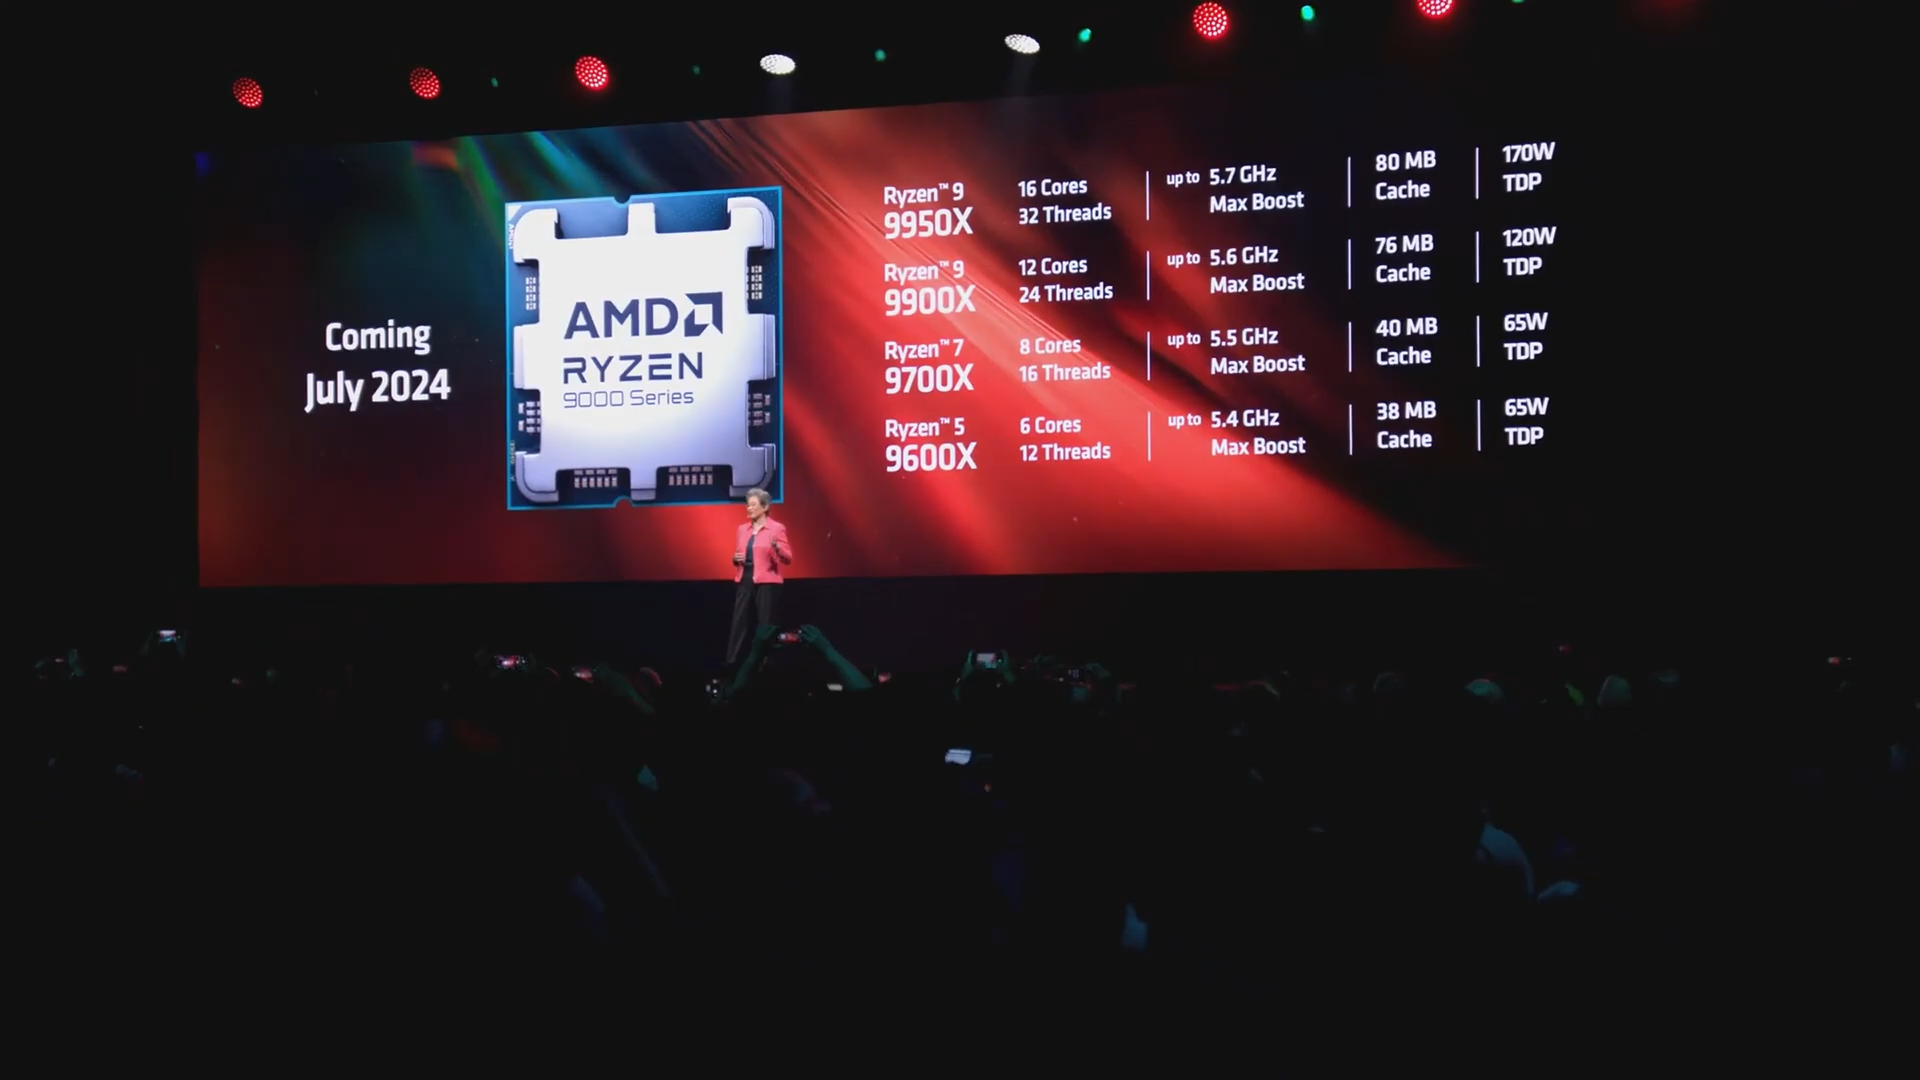 Coming
July 2024
AMD
RYZEN
9000 Series
Ryzen™ 9
9950X
16 Cores
32 Threads
up to 5.7 GHz
Max Boost
80 MB
Cache
170W
TDP
Ryzen™ 9
9900X
12 Cores
24 Threads
up to 5.6 GHz
Max Boost
76 MB
Cache
120W
TDP
Ryzen™ 7
9700X
8 Cores
16 Threads
up to 5.5 GHz
Max Boost
40 MB
Cache
65W
TDP
Ryzen™ 5
9600X
6 Cores
12 Threads
up to 5.4 GHz
Max Boost
38 MB
Cache
65W
TDP